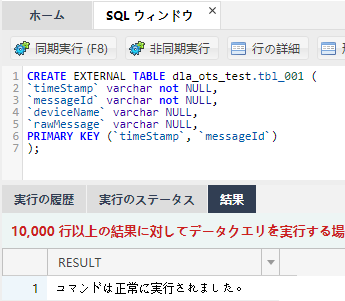 ホーム
SQL ウィンドウ
同期実行 (F8)
非同期実行
行の詳細
1 CREATE EXTERNAL TABLE dla_ots_test.tbl_001 (
2 `timeStamp` varchar not NULL,
3 `messageId` varchar not NULL,
4 `deviceName` varchar NULL,
5 `rawMessage` varchar NULL,
6 PRIMARY KEY (`timeStamp`, `messageId`)
7 );
実行の履歴
実行のステータス
結果
10,000 行以上の結果に対してデータクエリを実行する場
RESULT
1 コマンドは正常に実行されました。